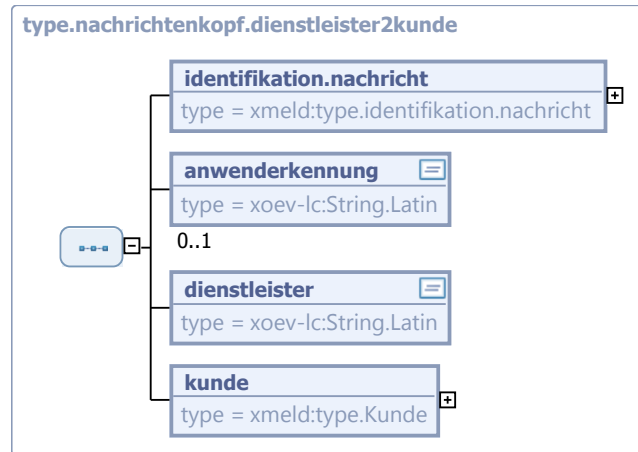 type.nachrichtenkopf.dienstleister2kunde
identifikation.nachricht
type = xmeld:type.identifikation.nachricht
anwenderkennung
type = xoev-lc:String.Latin
0..1
dienstleister
type = xoev-lc:String.Latin
kunde
type = xmeld:type.Kunde